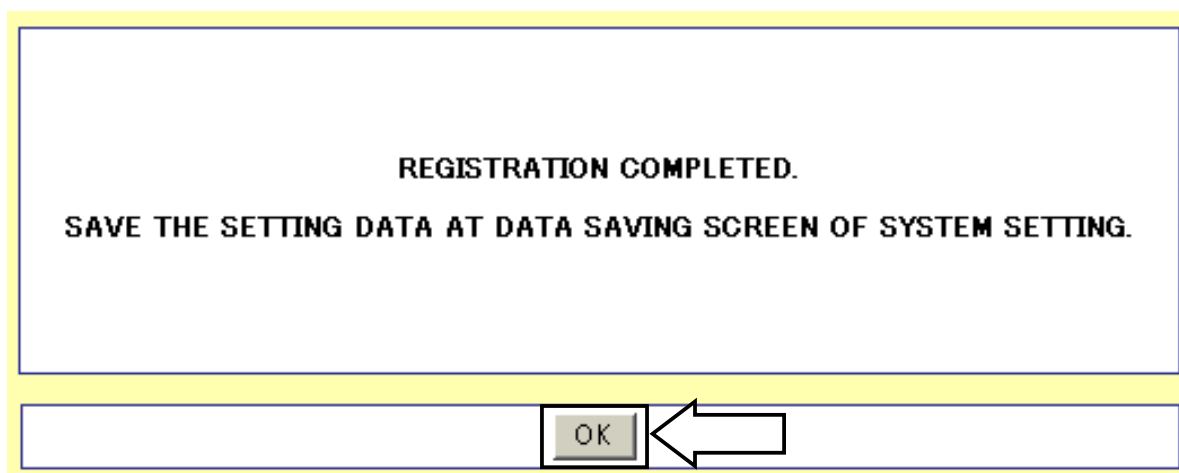 REGISTRATION COMPLETED.
SAVE THE SETTING DATA AT DATA SAVING SCREEN OF SYSTEM SETTING.
OK